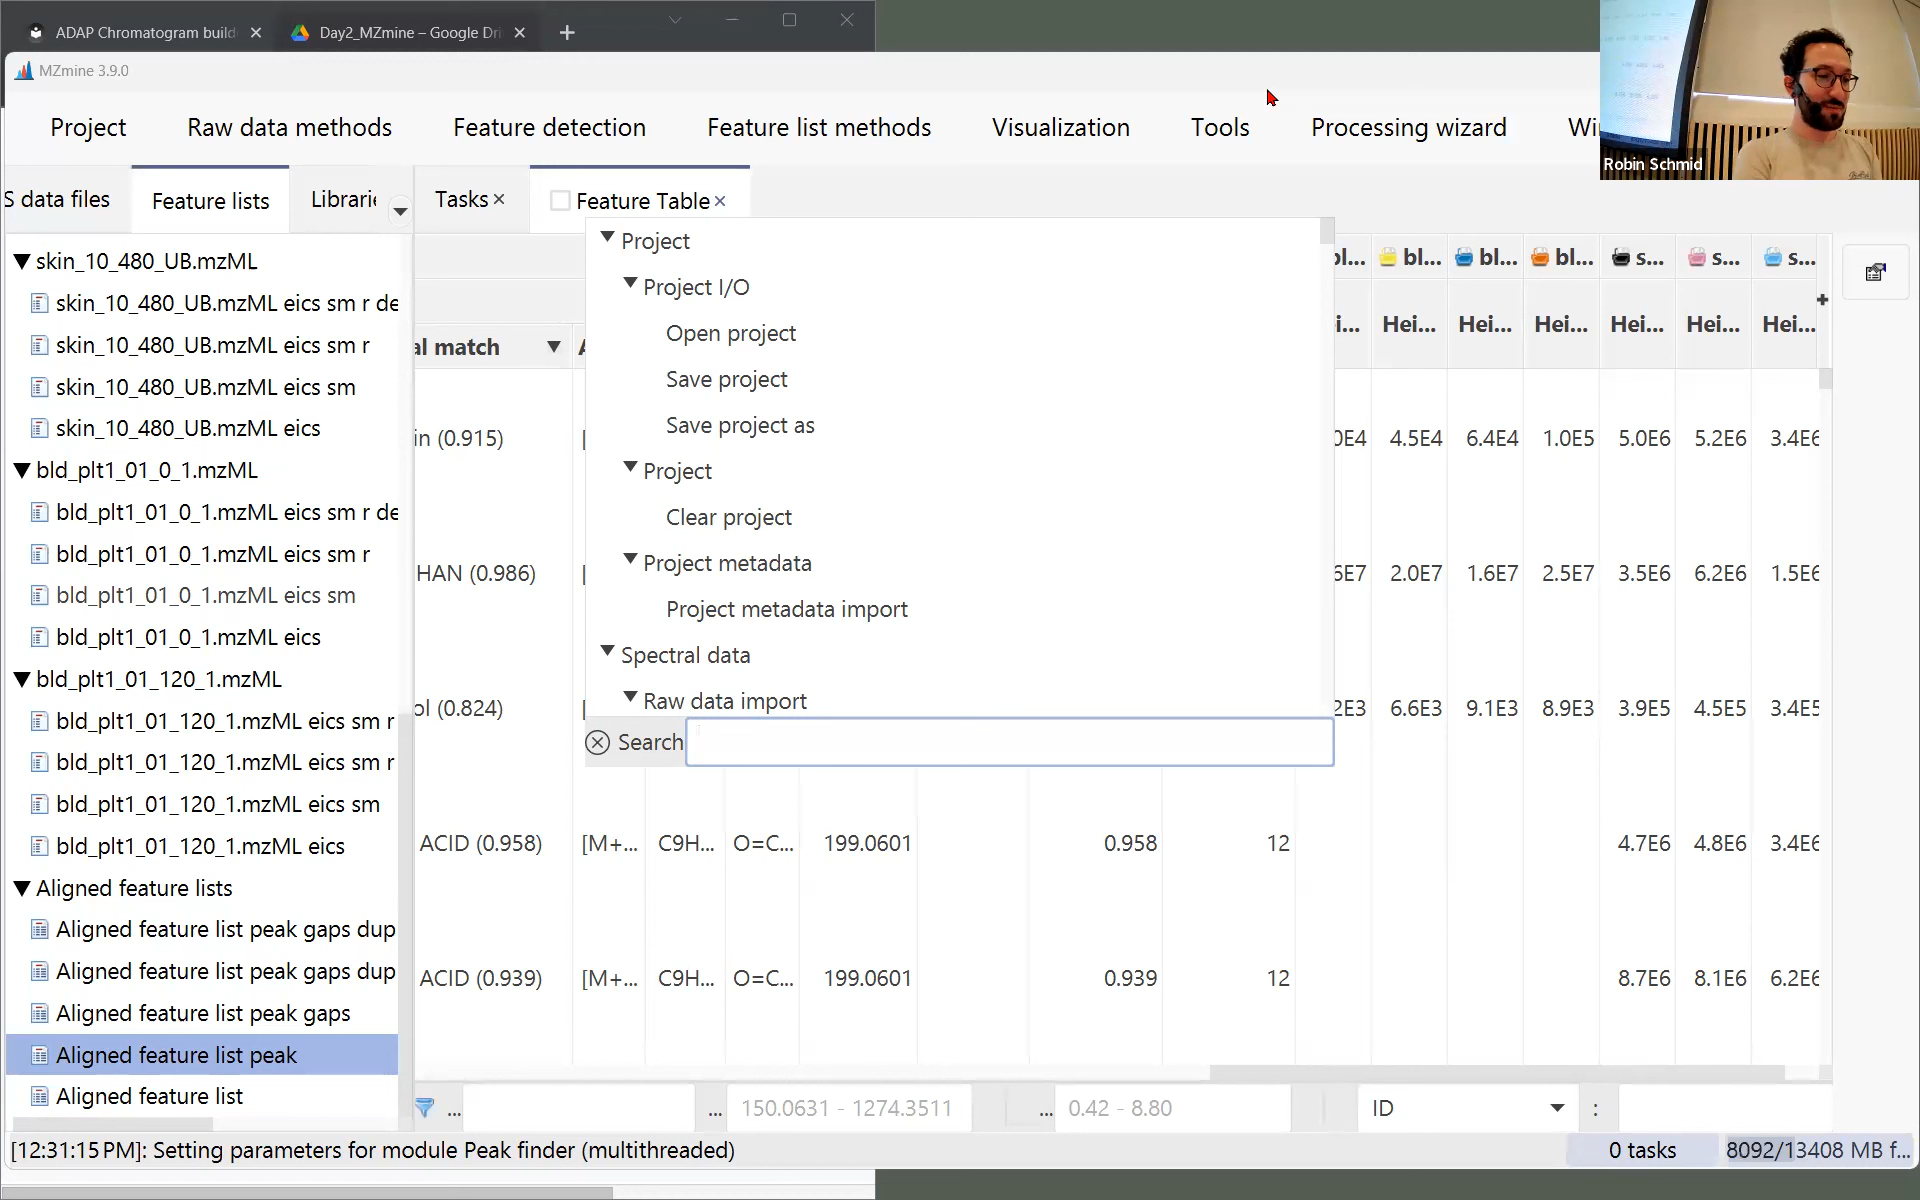 ADAP Chromatogram build
Day2_MZmine – Google Dri
MZmine 3.9.0
Project
Raw data methods
Feature detection
Feature list methods
Visualization
Tools
Processing wizard
Wi
Robin Schmid
S data files
Feature lists
Librarie
Tasks
Feature Table
skin_10_480_UB.mzML
skin_10_480_UB.mzML eics sm r de
skin_10_480_UB.mzML eics sm r
skin_10_480_UB.mzML eics sm
skin_10_480_UB.mzML eics
bld_plt1_01_0_1.mzML
bld_plt1_01_0_1.mzML eics sm r de
bld_plt1_01_0_1.mzML eics sm r
bld_plt1_01_0_1.mzML eics sm
bld_plt1_01_0_1.mzML eics
bld_plt1_01_120_1.mzML
bld_plt1_01_120_1.mzML eics sm r
bld_plt1_01_120_1.mzML eics sm r
bld_plt1_01_120_1.mzML eics sm
bld_plt1_01_120_1.mzML eics
Aligned feature lists
Aligned feature list peak gaps dup
Aligned feature list peak gaps dup
Aligned feature list peak gaps
Aligned feature list peak
Aligned feature list
Project
Project I/O
Open project
Save project
Save project as
Project
Clear project
Project metadata
Project metadata import
Spectral data
Raw data import
Search
bl... bl... bl... s... s... s...
Hei... Hei... Hei... Hei... Hei... Hei...
al match
in (0.915) [ 0E4 4.5E4 6.4E4 1.0E5 5.0E6 5.2E6 3.4E6
HAN (0.986) [ 6E7 2.0E7 1.6E7 2.5E7 3.5E6 6.2E6 1.5E6
ol (0.824) [ 2E3 6.6E3 9.1E3 8.9E3 3.9E5 4.5E5 3.4E5
ACID (0.958) [M+... C9H... O=C... 199.0601 0.958 12 4.7E6 4.8E6 3.4E6
ACID (0.939) [M+... C9H... O=C... 199.0601 0.939 12 8.7E6 8.1E6 6.2E6
... ... 150.0631 - 1274.3511 ... 0.42 - 8.80 ID :
[12:31:15 PM]: Setting parameters for module Peak finder (multithreaded)
0 tasks
8092/13408 MB f...